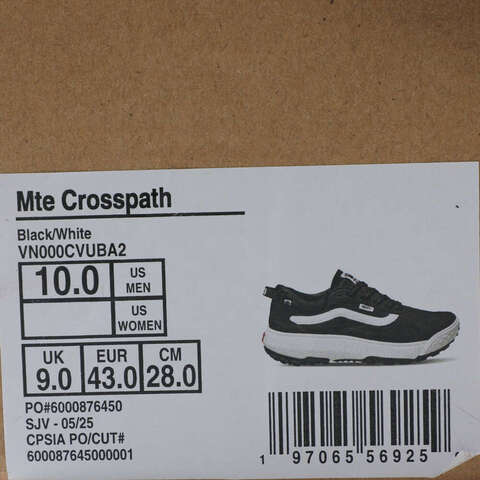 Mte Crosspath
Black/White
VN000CVUBA2
10.0 US MEN
US WOMEN
UK EUR CM
9.0 43.0 28.0
PO#6000876450
SJV - 05/25
CPSIA PO/CUT#
600087645000001
1 97065 56925